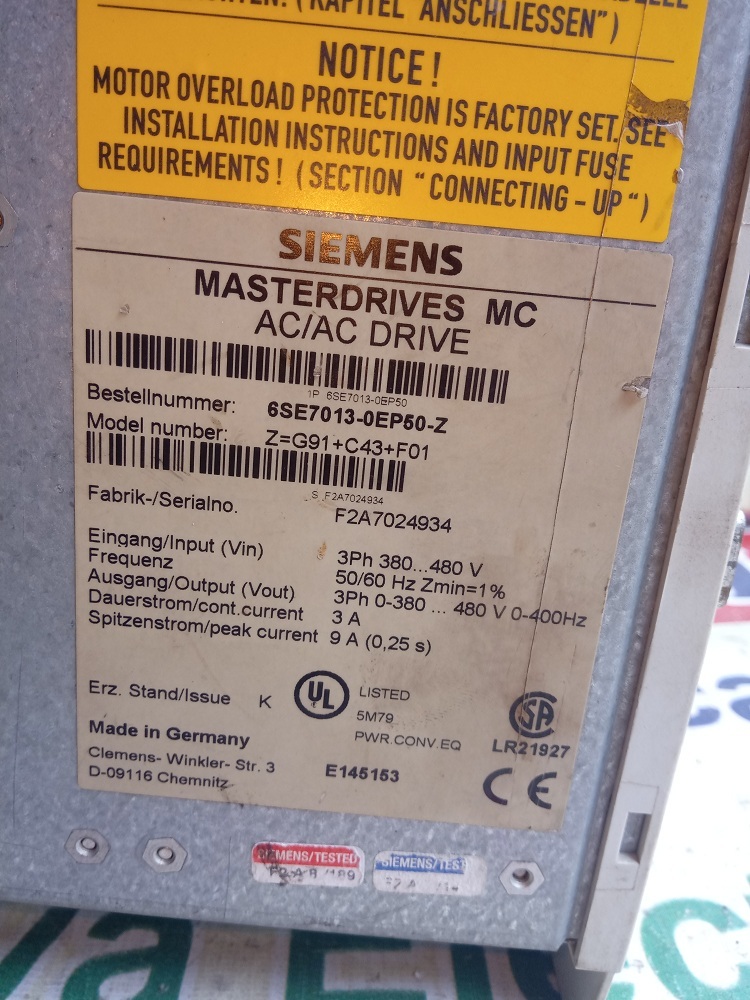 ("KAPITEL ANSCHLIESSEN")
NOTICE!
MOTOR OVERLOAD PROTECTION IS FACTORY SET. SEE
INSTALLATION INSTRUCTIONS AND INPUT FUSE
REQUIREMENTS! (SECTION "CONNECTING-UP")
SIEMENS
MASTERDRIVES MC
AC/AC DRIVE
1P 6SE7013-0EP50
Bestellnummer: 6SE7013-0EP50-Z
Model number: Z=G91+C43+F01
S F2A7024934
Fabrik-/Serialno. F2A7024934
Eingang/Input (Vin) 3Ph 380...480 V
Frequenz 50/60 Hz Zmin=1%
Ausgang/Output (Vout) 3Ph 0-380 ... 480 V 0-400Hz
Dauerstrom/cont.current 3 A
Spitzenstrom/peak current 9 A (0,25 s)
Erz. Stand/Issue K
UL LISTED
5M79
PWR.CONV.EQ
E145153
SA
LR21927
CE
Made in Germany
Clemens- Winkler- Str. 3
D-09116 Chemnitz
SIEMENS/TESTED
SIEMENS/TEST